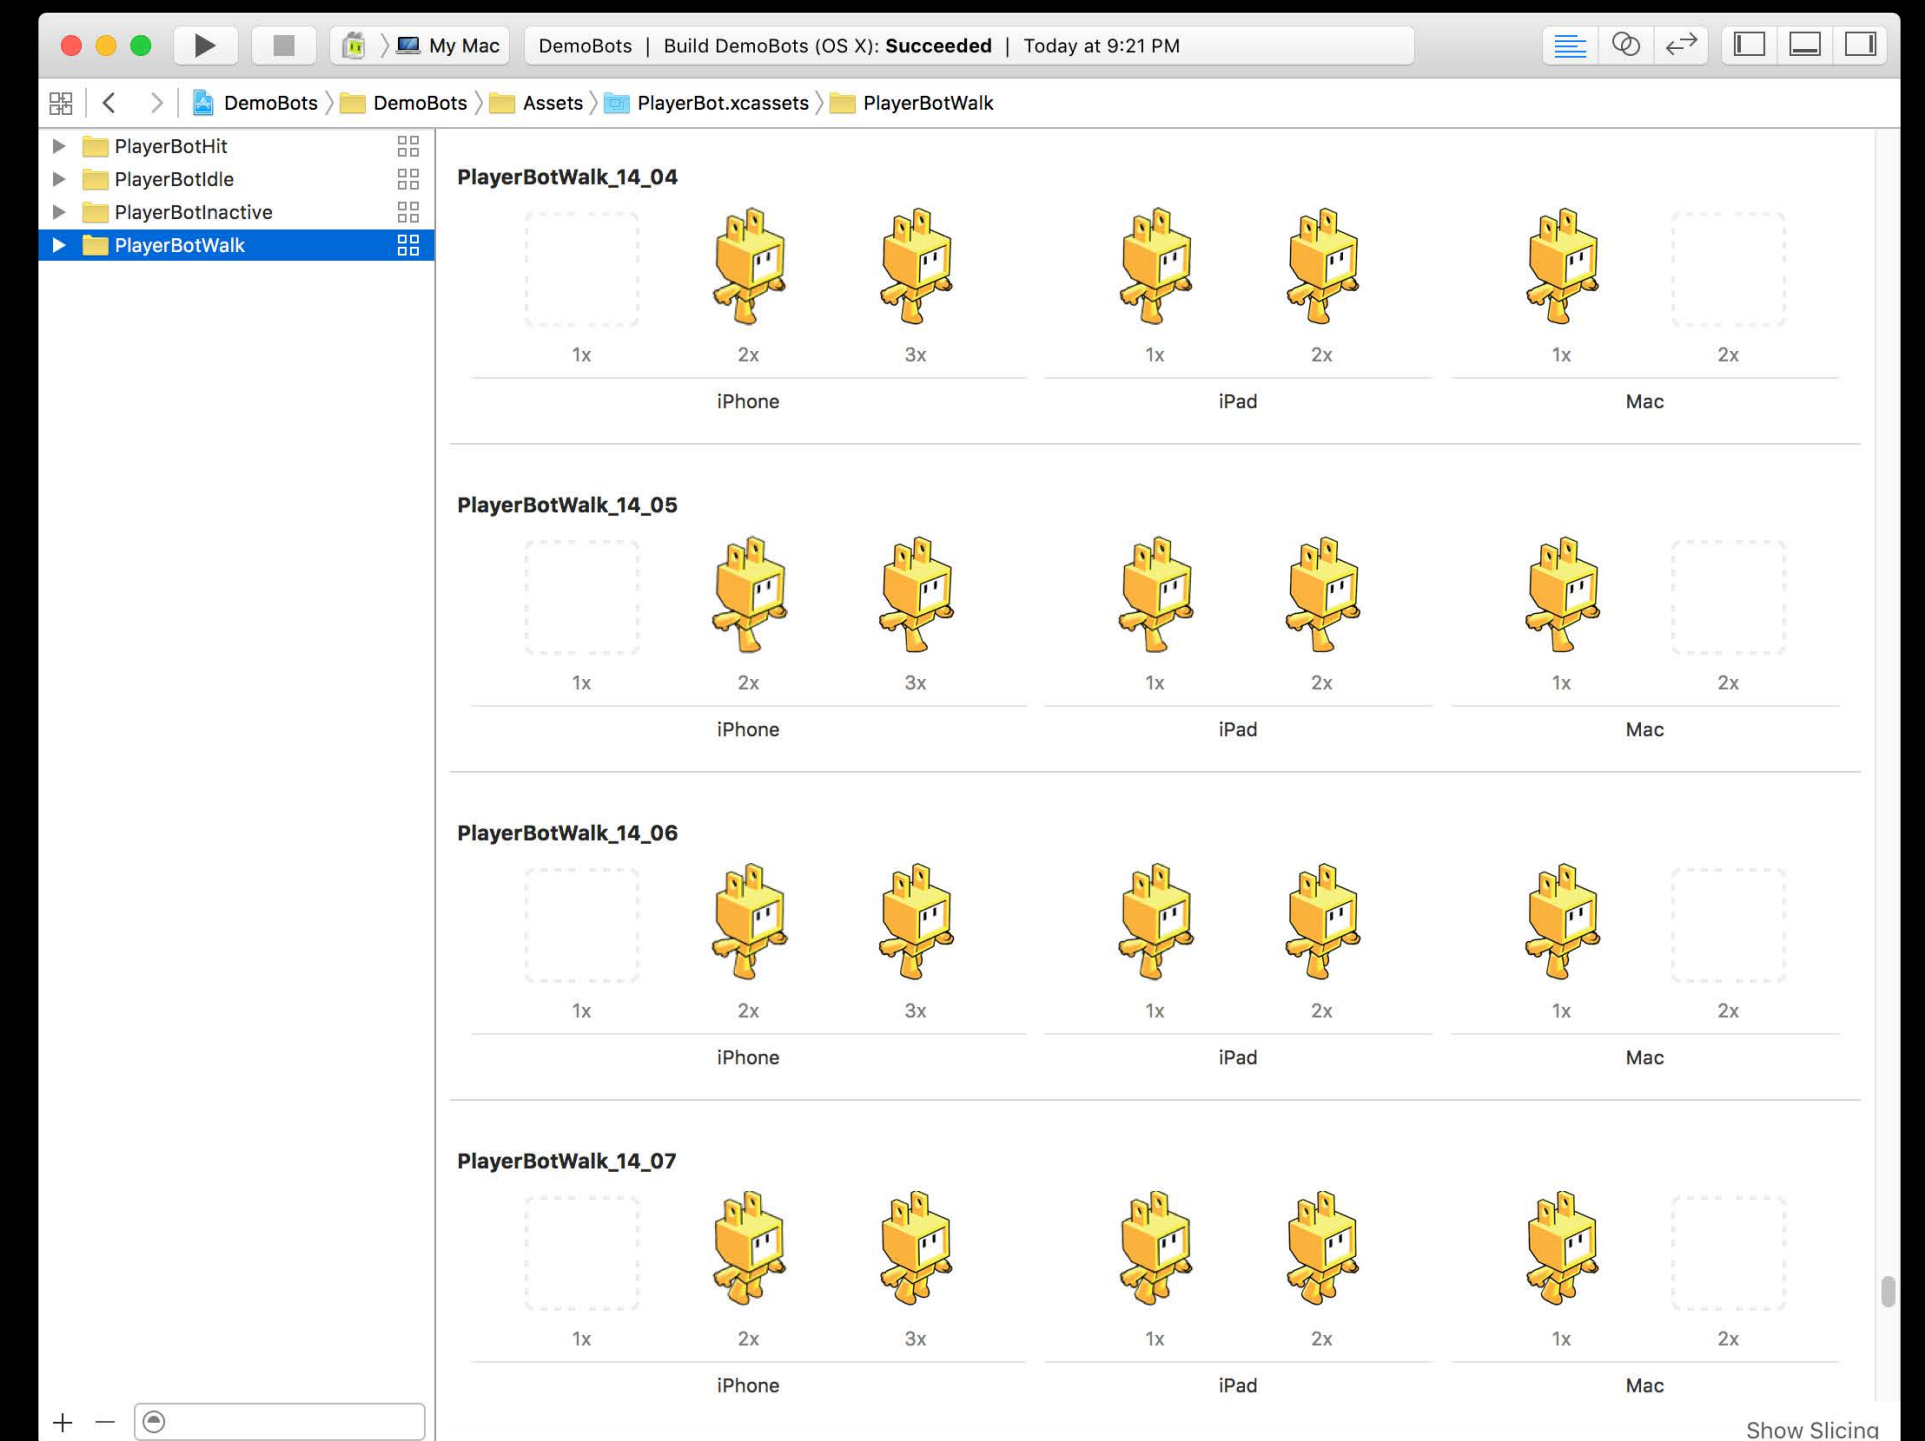 My Mac
DemoBots | Build DemoBots (OS X): Succeeded | Today at 9:21 PM
DemoBots DemoBots Assets PlayerBot.xcassets PlayerBotWalk
PlayerBotHit
PlayerBotIdle
PlayerBotInactive
PlayerBotWalk
PlayerBotWalk_14_04
1x 2x 3x 1x 2x 1x 2x
iPhone iPad Mac
PlayerBotWalk_14_05
1x 2x 3x 1x 2x 1x 2x
iPhone iPad Mac
PlayerBotWalk_14_06
1x 2x 3x 1x 2x 1x 2x
iPhone iPad Mac
PlayerBotWalk_14_07
1x 2x 3x 1x 2x 1x 2x
iPhone iPad Mac
Show Slicing